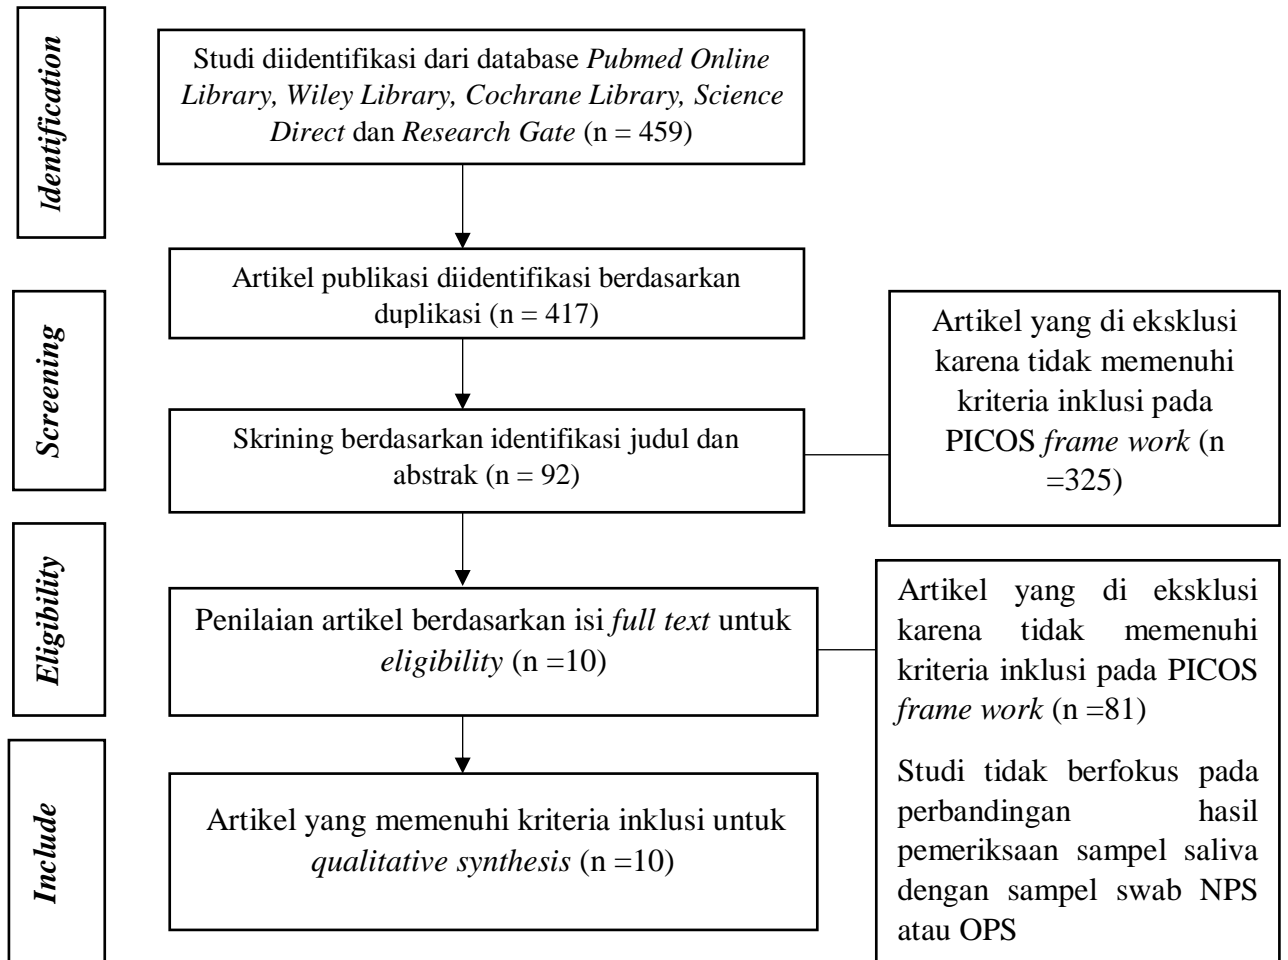 Identification
Studi diidentifikasi dari database Pubmed Online
Library, Wiley Library, Cochrane Library, Science
Direct dan Research Gate (n = 459)
Screening
Artikel publikasi diidentifikasi berdasarkan
duplikasi (n = 417)
Skrining berdasarkan identifikasi judul dan
abstrak (n = 92)
Artikel yang di eksklusi
karena tidak memenuhi
kriteria inklusi pada
PICOS frame work (n
=325)
Eligibility
Penilaian artikel berdasarkan isi full text untuk
eligibility (n =10)
Artikel yang di eksklusi
karena tidak memenuhi
kriteria inklusi pada PICOS
frame work (n =81)
Studi tidak berfokus pada
perbandingan hasil
pemeriksaan sampel saliva
dengan sampel swab NPS
atau OPS
Include
Artikel yang memenuhi kriteria inklusi untuk
qualitative synthesis (n =10)